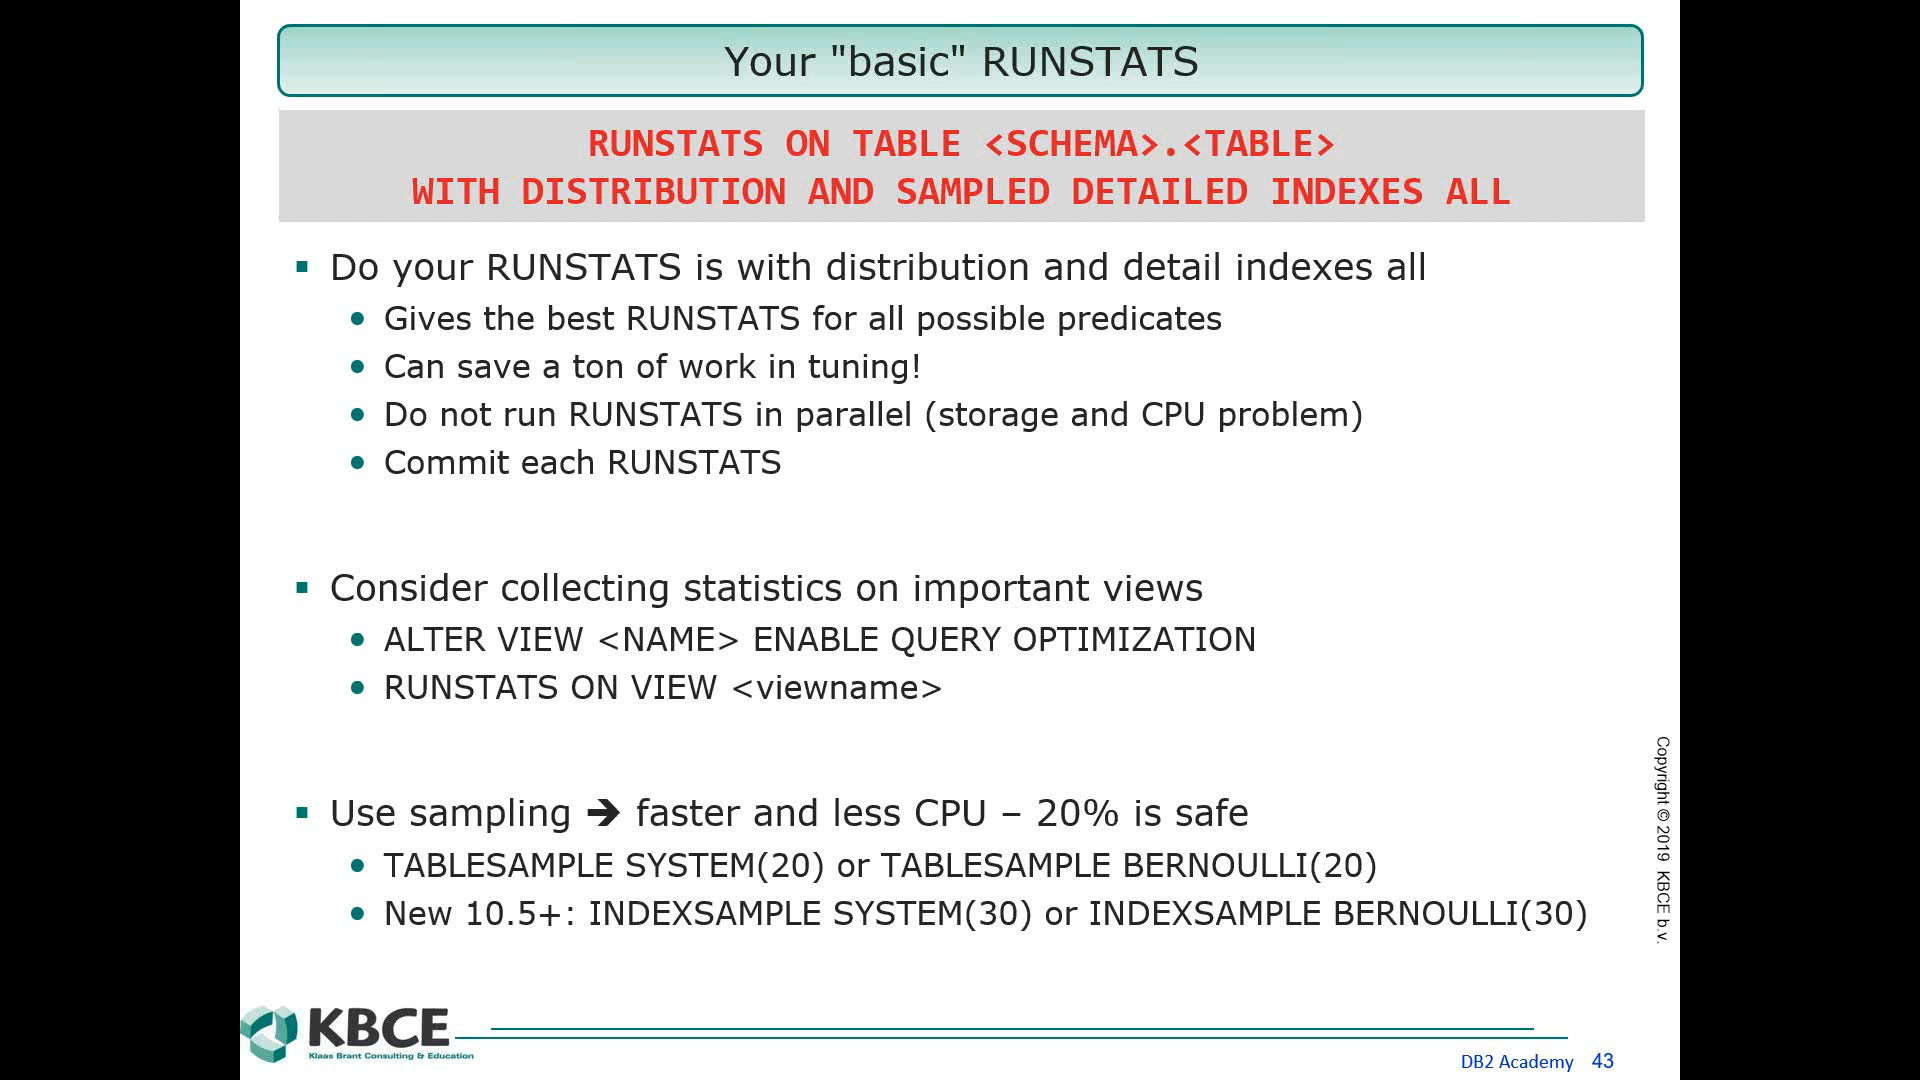 Your "basic" RUNSTATS
RUNSTATS ON TABLE <SCHEMA>.<TABLE>
WITH DISTRIBUTION AND SAMPLED DETAILED INDEXES ALL
▪ Do your RUNSTATS is with distribution and detail indexes all
• Gives the best RUNSTATS for all possible predicates
• Can save a ton of work in tuning!
• Do not run RUNSTATS in parallel (storage and CPU problem)
• Commit each RUNSTATS
▪ Consider collecting statistics on important views
• ALTER VIEW <NAME> ENABLE QUERY OPTIMIZATION
• RUNSTATS ON VIEW <viewname>
▪ Use sampling ➔ faster and less CPU – 20% is safe
• TABLESAMPLE SYSTEM(20) or TABLESAMPLE BERNOULLI(20)
• New 10.5+: INDEXSAMPLE SYSTEM(30) or INDEXSAMPLE BERNOULLI(30)
Copyright © 2019 KBCE b.v.
KBCE
Klaas Brant Consulting & Education
DB2 Academy 43